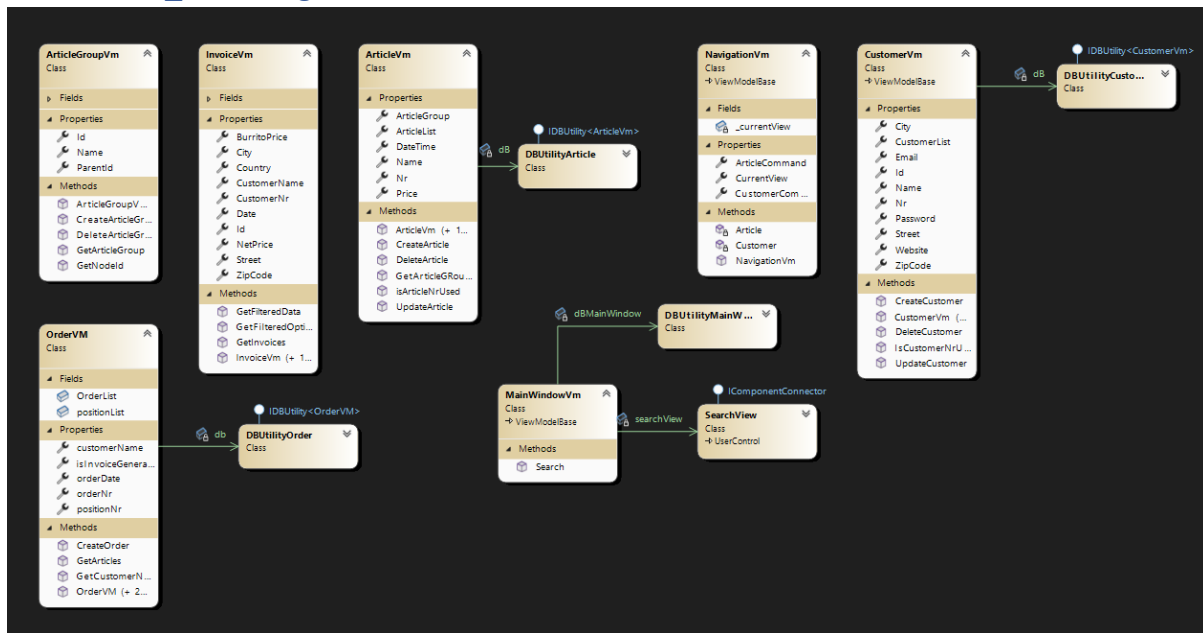 ArticleGroupVm
Class
Fields
Properties
Id
Name
ParentId
Methods
ArticleGroupV...
CreateArticleGr...
DeleteArticleGr...
GetArticleGroup
GetNodeId
InvoiceVm
Class
Fields
Properties
BurritoPrice
City
Country
CustomerName
CustomerNr
Date
Id
NetPrice
Street
ZipCode
Methods
GetFilteredData
GetFilteredOpti...
GetInvoices
InvoiceVm (+ 1...
ArticleVm
Class
Properties
ArticleGroup
ArticleList
DateTime
Name
Nr
Price
Methods
ArticleVm (+ 1...
CreateArticle
DeleteArticle
GetArticleGRou...
isArticleNrUsed
UpdateArticle
dB
IDBUtility<ArticleVm>
DBUtilityArticle
Class
NavigationVm
Class
ViewModelBase
Fields
_currentView
Properties
ArticleCommand
CurrentView
CustomerCom...
Methods
Article
Customer
NavigationVm
CustomerVm
Class
ViewModelBase
Properties
City
CustomerList
Email
Id
Name
Nr
Password
Street
Website
ZipCode
Methods
CreateCustomer
CustomerVm (...
DeleteCustomer
IsCustomerNrU...
UpdateCustomer
dB
IDBUtility<CustomerVm>
DBUtilityCusto...
Class
OrderVM
Class
Fields
OrderList
positionList
Properties
customerName
isInvoiceGenera...
orderDate
orderNr
positionNr
Methods
CreateOrder
GetArticles
GetCustomerN...
OrderVM (+ 2...
db
IDBUtility<OrderVM>
DBUtilityOrder
Class
dBMainWindow
DBUtilityMainW...
Class
MainWindowVm
Class
ViewModelBase
Methods
Search
searchView
IComponentConnector
SearchView
Class
UserControl